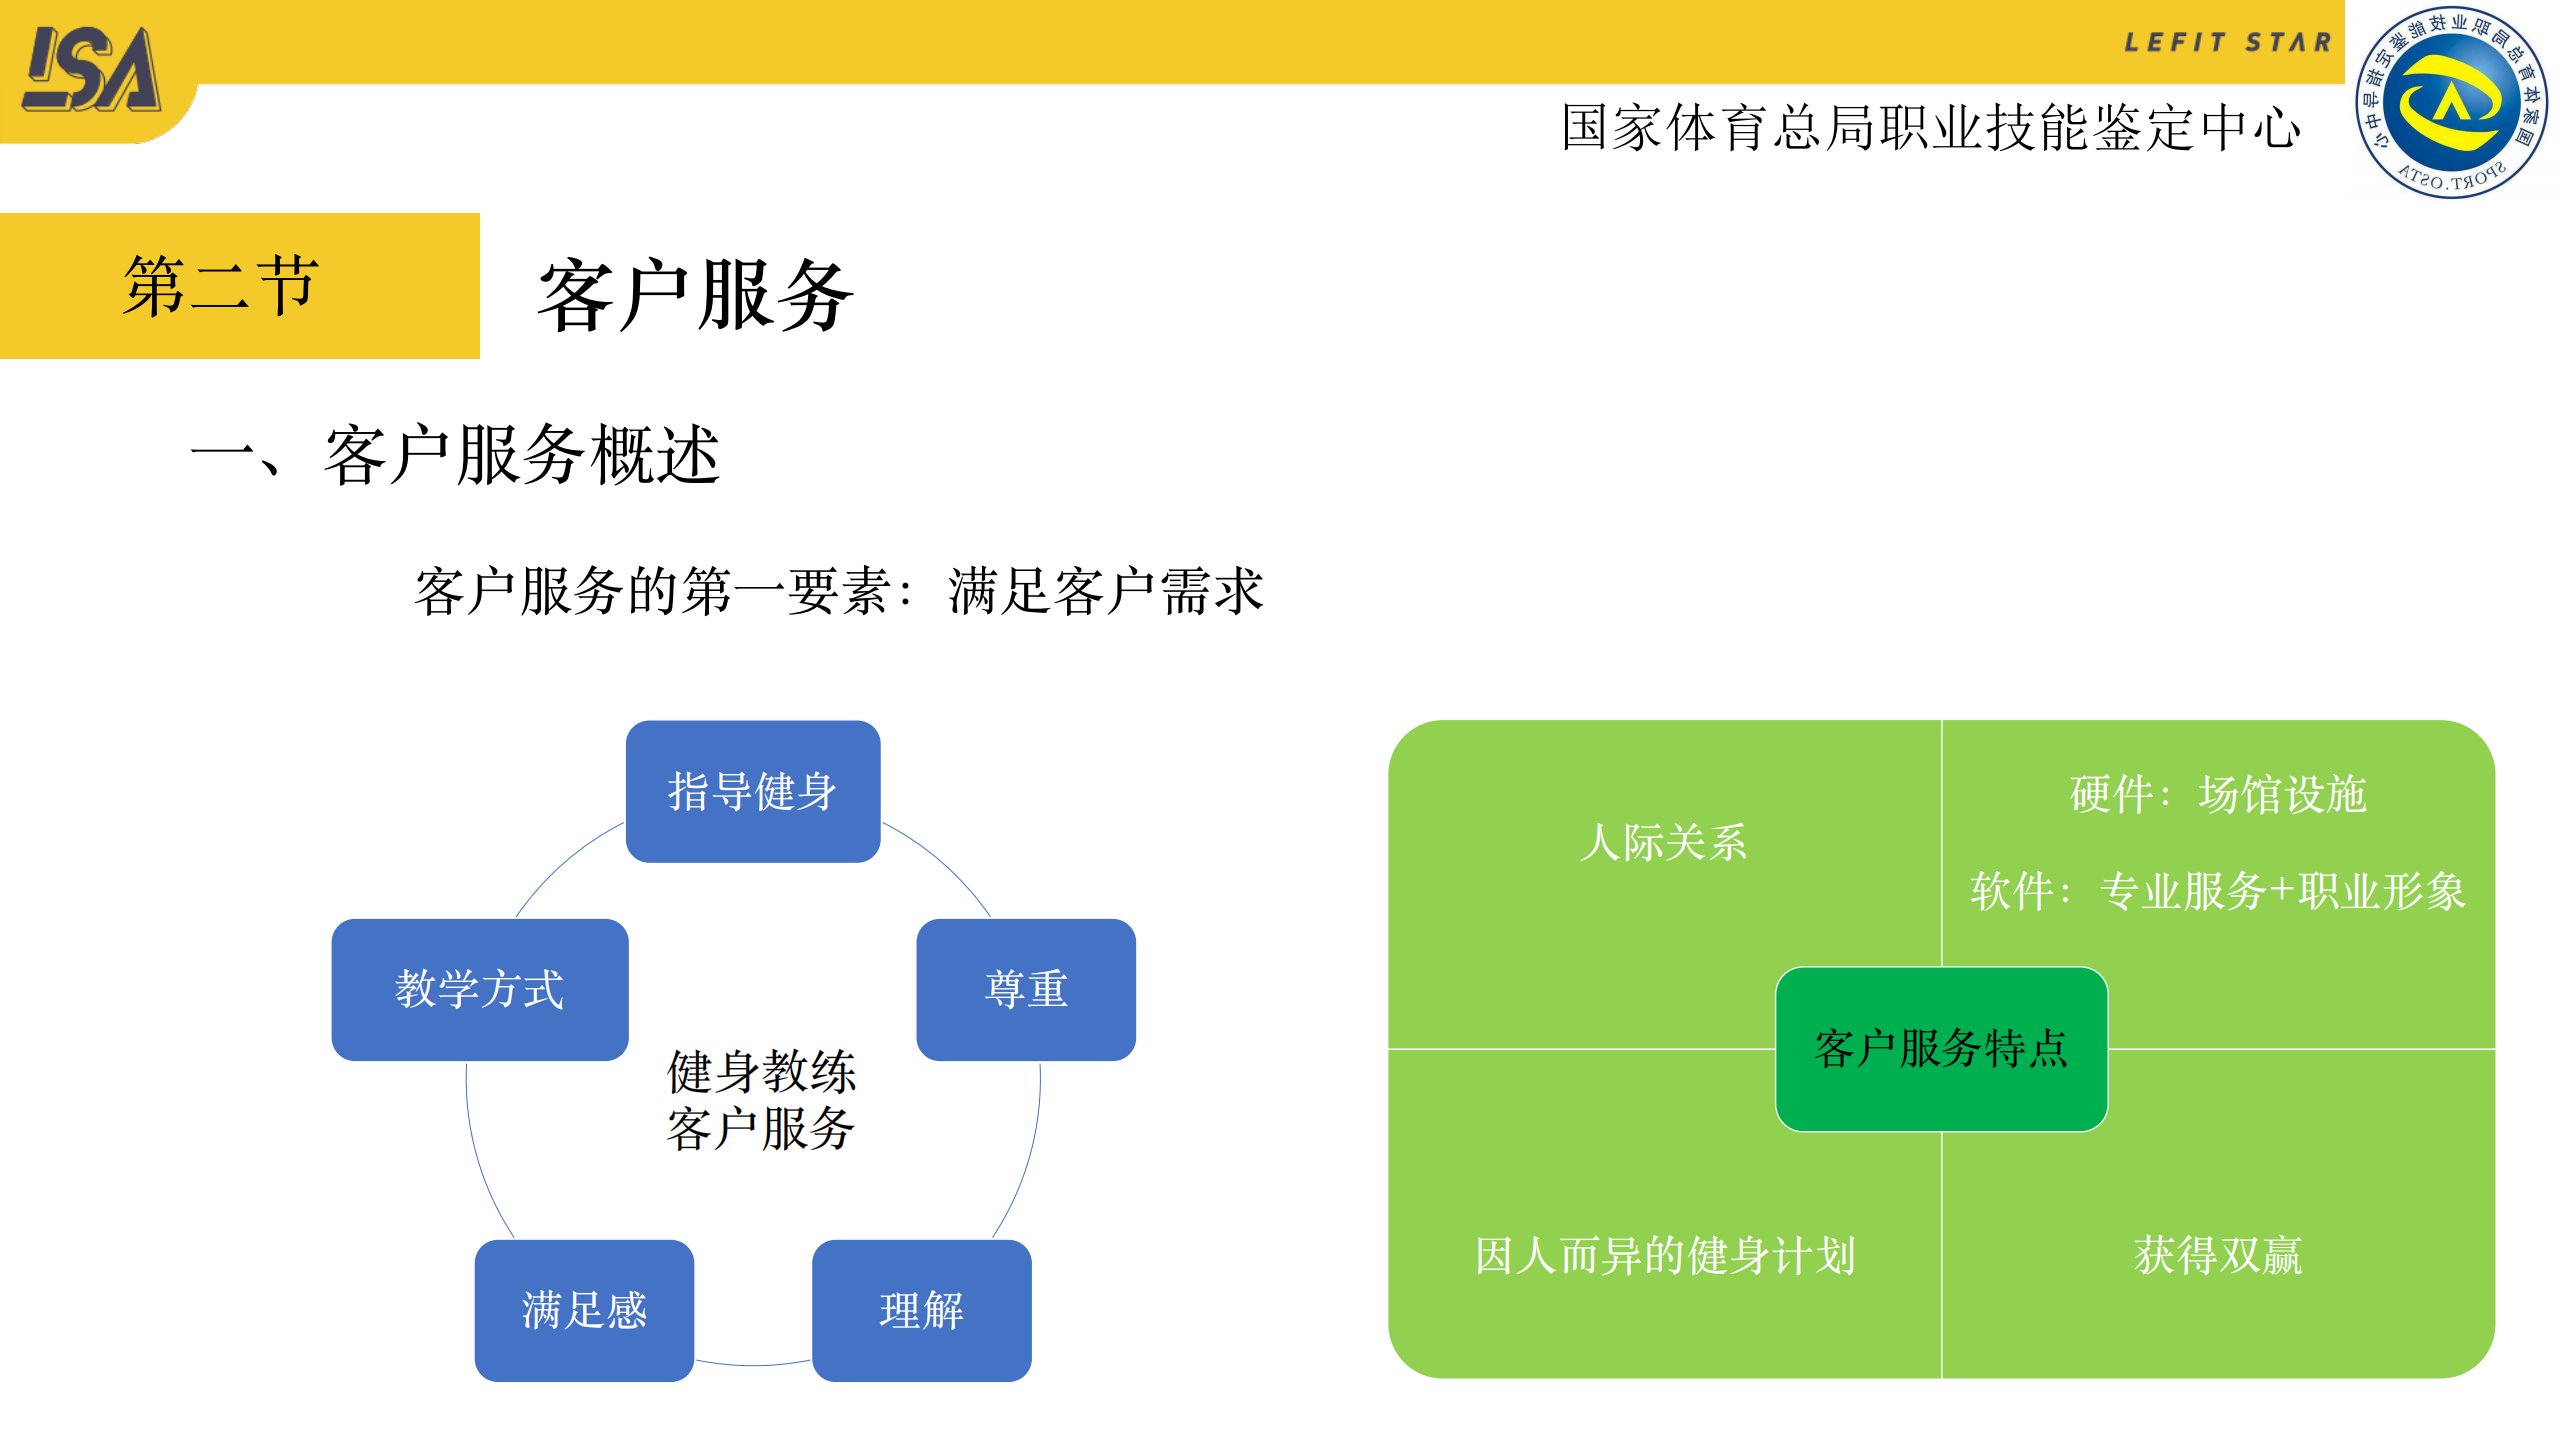 LSA
LEFIT STAR
国家体育总局职业技能鉴定中心
国家体育总局职业技能鉴定指导中心
SPORT.OSTA
第二节
客户服务
一、客户服务概述
客户服务的第一要素：满足客户需求
指导健身
教学方式
尊重
健身教练
客户服务
满足感
理解
人际关系
硬件：场馆设施
软件：专业服务+职业形象
客户服务特点
因人而异的健身计划
获得双赢